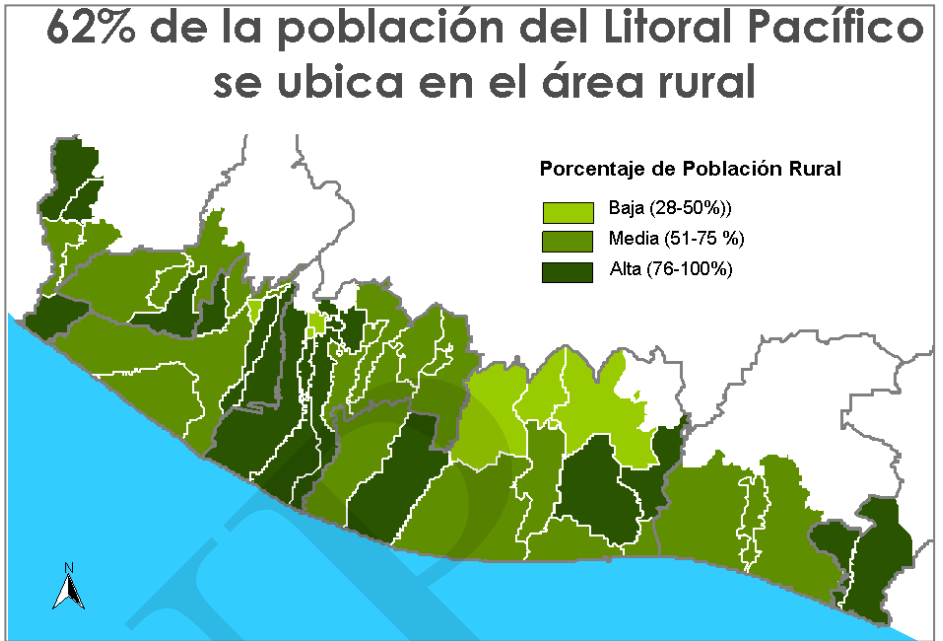 62% de la población del Litoral Pacífico
se ubica en el área rural
Porcentaje de Población Rural
Baja (28-50%))
Media (51-75 %)
Alta (76-100%)
N